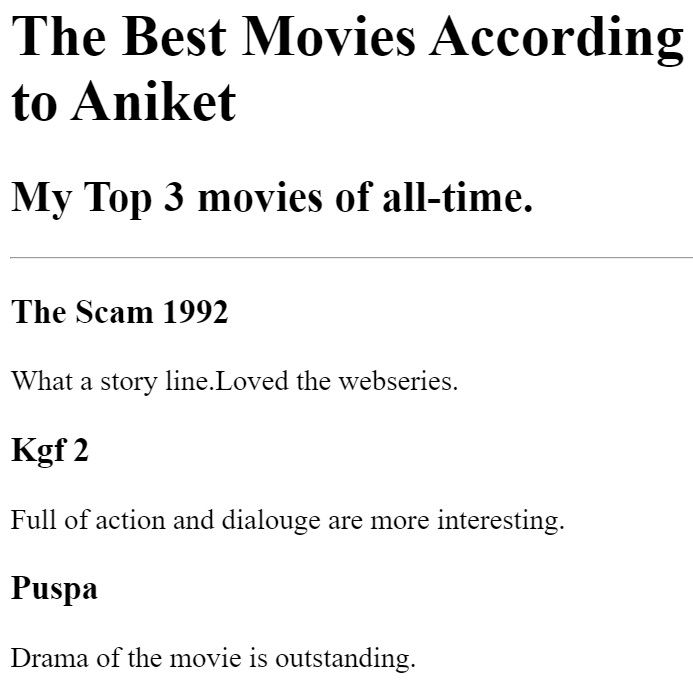 The Best Movies According
to Aniket
My Top 3 movies of all-time.
The Scam 1992
What a story line.Loved the webseries.
Kgf 2
Full of action and dialouge are more interesting.
Puspa
Drama of the movie is outstanding.